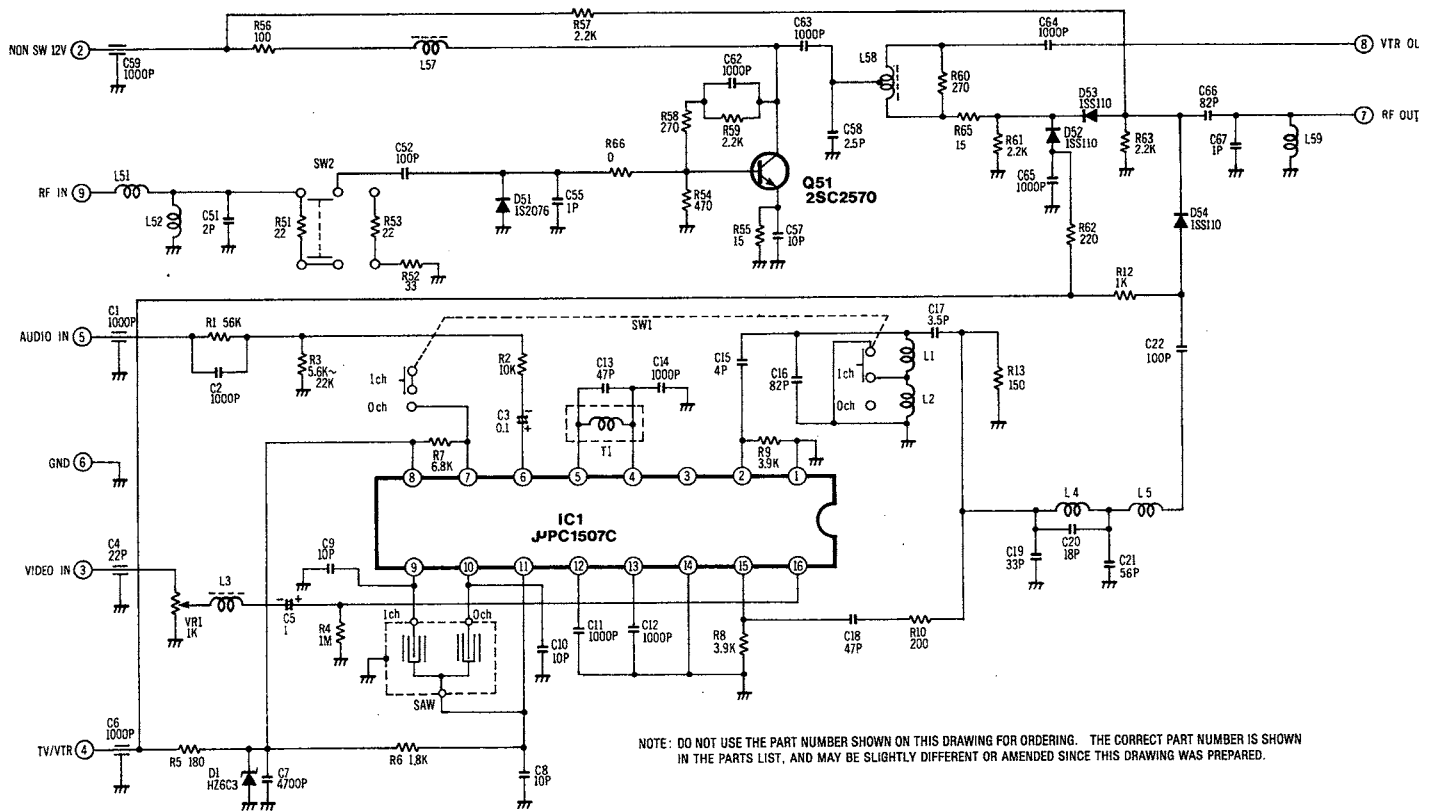 NON SW 12V 2
C59
1000P
R56
100
L57
R57
2.2K
C63
1000P
C64
1000P
8 VTR OL
L58
R60
270
C62
1000P
R58
270
R59
2.2K
C58
2.5P
R65
15
R61
2.2K
D53
1SS110
D52
1SS110
C65
1000P
R63
2.2K
C66
82P
7 RF OUT
C67
1P
L59
RF IN 9
L51
L52
C51
2P
R51
22
SW2
R53
22
R52
33
C52
100P
D51
1S2076
C55
1P
R66
0
R54
470
Q51
2SC2570
R55
15
C57
10P
R62
220
D54
1SS110
R12
1K
AUDIO IN 5
C1
1000P
R1 56K
C2
1000P
R3
5.6K~
22K
SW1
1ch
0ch
R2
10K
C3
0.1
+
C13
47P
C14
1000P
T1
C15
4P
C16
82P
1ch
0ch
L1
L2
C17
3.5P
R13
150
C22
100P
GND 6
R7
6.8K
R9
3.9K
8 7 6 5 4 3 2 1
IC1
μPC1507C
9 10 11 12 13 14 15 16
L4
L5
C19
33P
C20
18P
C21
56P
VIDEO IN 3
C4
22P
VR1
1K
L3
- +
C5
1
R4
1M
C9
10P
1ch
0ch
SAW
C10
10P
C11
1000P
C12
1000P
R8
3.9K
C18
47P
R10
200
TV/VTR 4
C6
1000P
R5 180
D1
HZ6C3
C7
4700P
R6 1.8K
C8
10P
NOTE: DO NOT USE THE PART NUMBER SHOWN ON THIS DRAWING FOR ORDERING. THE CORRECT PART NUMBER IS SHOWN
IN THE PARTS LIST, AND MAY BE SLIGHTLY DIFFERENT OR AMENDED SINCE THIS DRAWING WAS PREPARED.